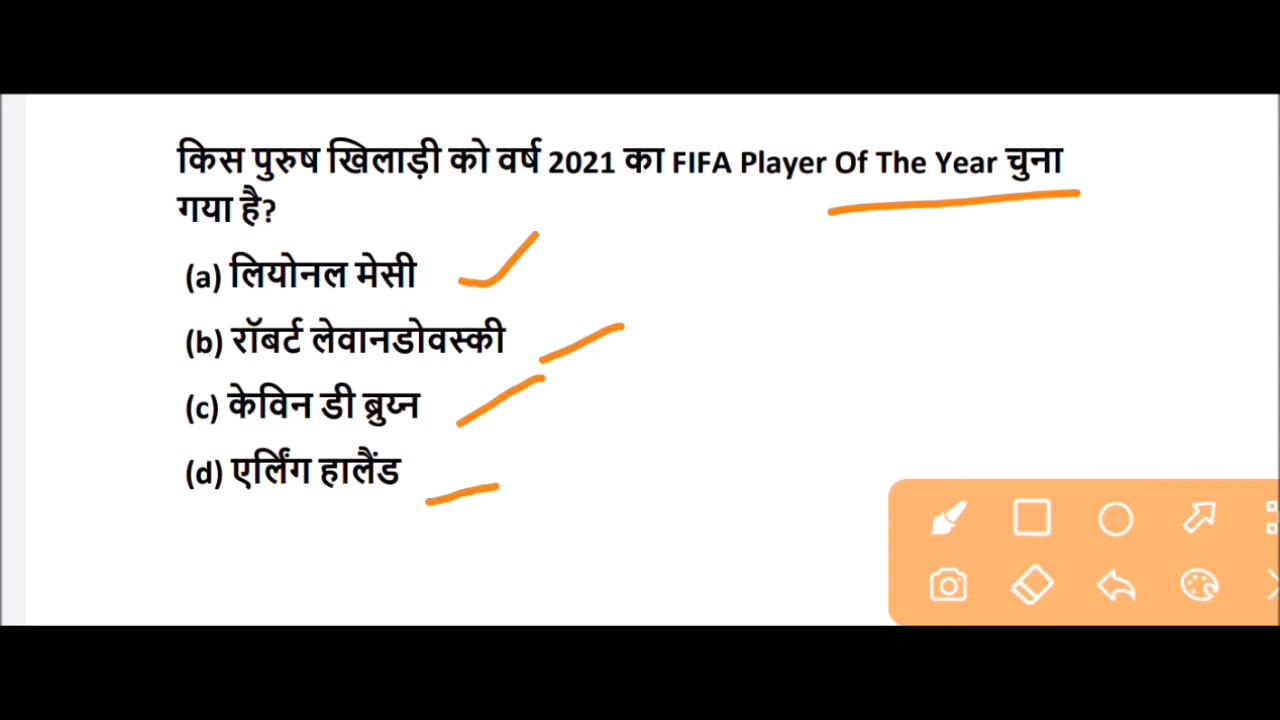 किस पुरुष खिलाड़ी को वर्ष 2021 का FIFA Player Of The Year चुना
गया है?
(a) लियोनल मेसी
(b) रॉबर्ट लेवानडोवस्की
(c) केविन डी ब्रुय्न
(d) एर्लिंग हालैंड